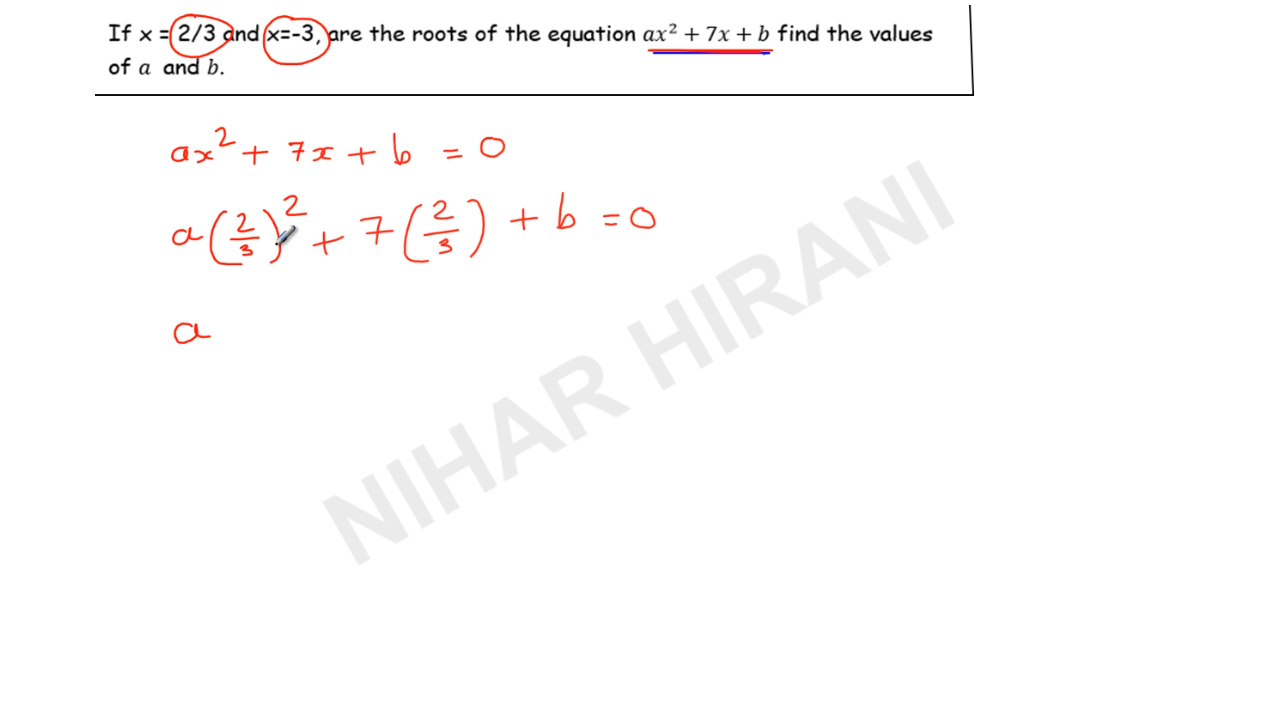 If x = 2/3 and x=-3, are the roots of the equation ax² + 7x + b find the values
of a and b.
ax² + 7x + b = 0
a(2/3)² + 7(2/3) + b = 0
a
NIHAR HIRANI